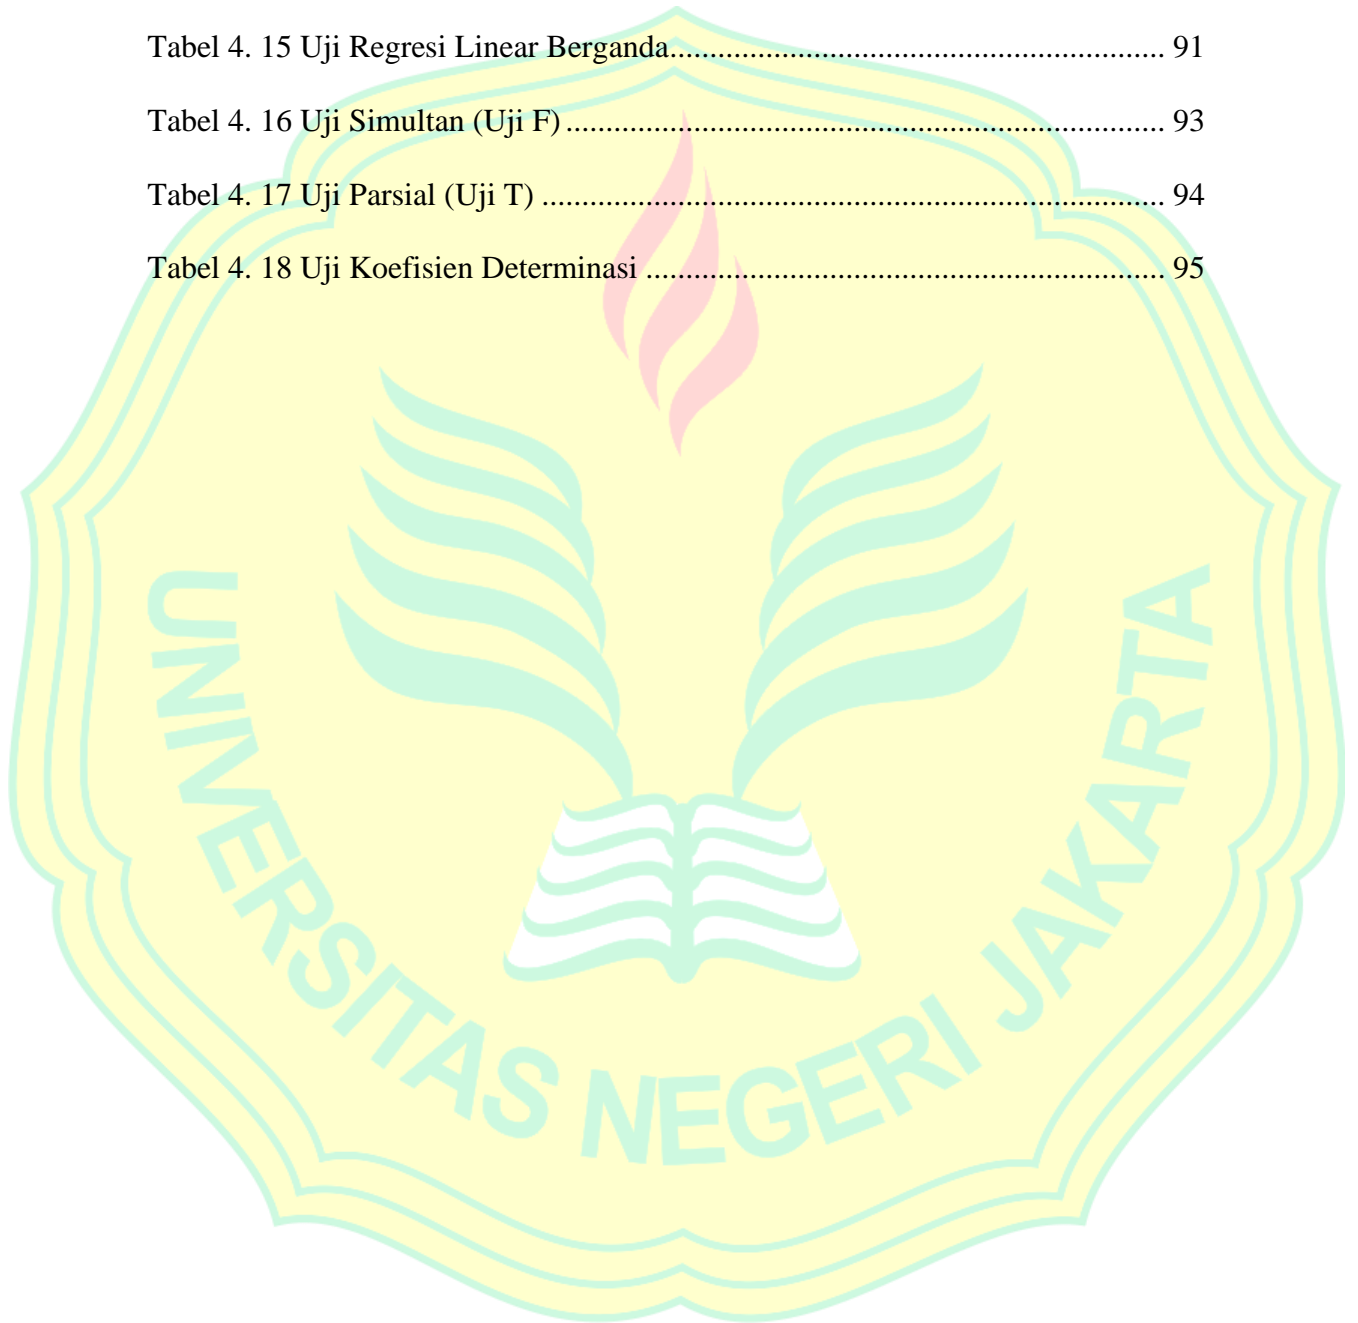 Tabel 4. 15 Uji Regresi Linear Berganda.............................................................. 91
Tabel 4. 16 Uji Simultan (Uji F) ........................................................................... 93
Tabel 4. 17 Uji Parsial (Uji T) .............................................................................. 94
Tabel 4. 18 Uji Koefisien Determinasi ................................................................. 95
UNIVERSITAS NEGERI JAKARTA